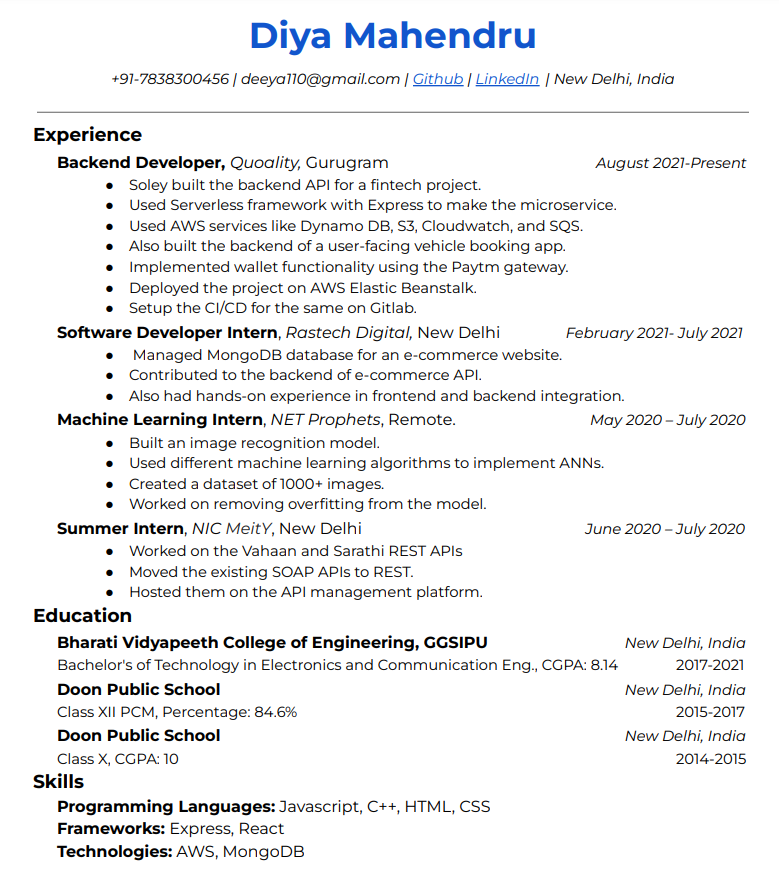 Diya Mahendru
+91-7838300456 | deeya110@gmail.com | Github | LinkedIn | New Delhi, India
Experience
Backend Developer, Quoality, Gurugram August 2021-Present
● Soley built the backend API for a fintech project.
● Used Serverless framework with Express to make the microservice.
● Used AWS services like Dynamo DB, S3, Cloudwatch, and SQS.
● Also built the backend of a user-facing vehicle booking app.
● Implemented wallet functionality using the Paytm gateway.
● Deployed the project on AWS Elastic Beanstalk.
● Setup the CI/CD for the same on Gitlab.
Software Developer Intern, Rastech Digital, New Delhi February 2021- July 2021
● Managed MongoDB database for an e-commerce website.
● Contributed to the backend of e-commerce API.
● Also had hands-on experience in frontend and backend integration.
Machine Learning Intern, NET Prophets, Remote. May 2020 – July 2020
● Built an image recognition model.
● Used different machine learning algorithms to implement ANNs.
● Created a dataset of 1000+ images.
● Worked on removing overfitting from the model.
Summer Intern, NIC MeitY, New Delhi June 2020 – July 2020
● Worked on the Vahaan and Sarathi REST APIs
● Moved the existing SOAP APIs to REST.
● Hosted them on the API management platform.
Education
Bharati Vidyapeeth College of Engineering, GGSIPU New Delhi, India
Bachelor's of Technology in Electronics and Communication Eng., CGPA: 8.14 2017-2021
Doon Public School New Delhi, India
Class XII PCM, Percentage: 84.6% 2015-2017
Doon Public School New Delhi, India
Class X, CGPA: 10 2014-2015
Skills
Programming Languages: Javascript, C++, HTML, CSS
Frameworks: Express, React
Technologies: AWS, MongoDB